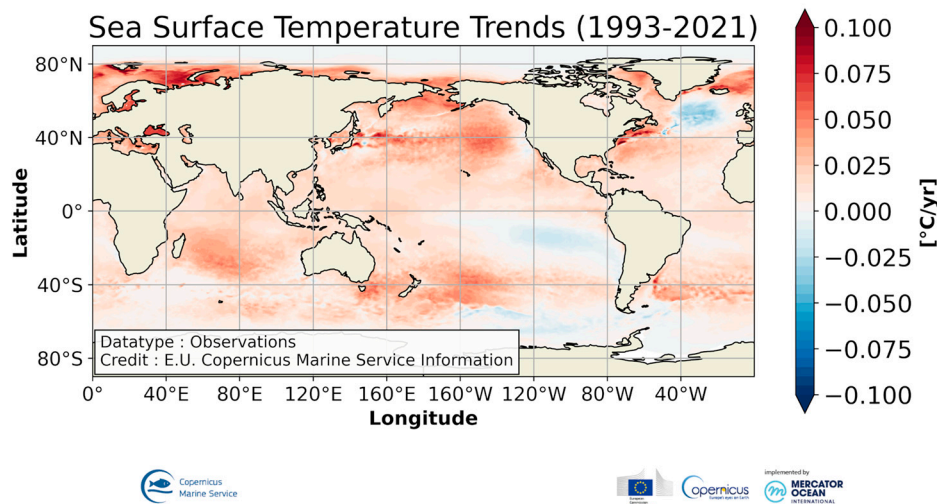 Sea Surface Temperature Trends (1993-2021)
80°N
40°N
0°
40°S
80°S
Latitude
Datatype : Observations
Credit : E.U. Copernicus Marine Service Information
0° 40°E 80°E 120°E 160°E 160°W 120°W 80°W 40°W
Longitude
0.100
0.075
0.050
0.025
0.000
−0.025
−0.050
−0.075
−0.100
[°C/yr]
Copernicus
Marine Service
opernicus
implemented by
MERCATOR
OCEAN
INTERNATIONAL